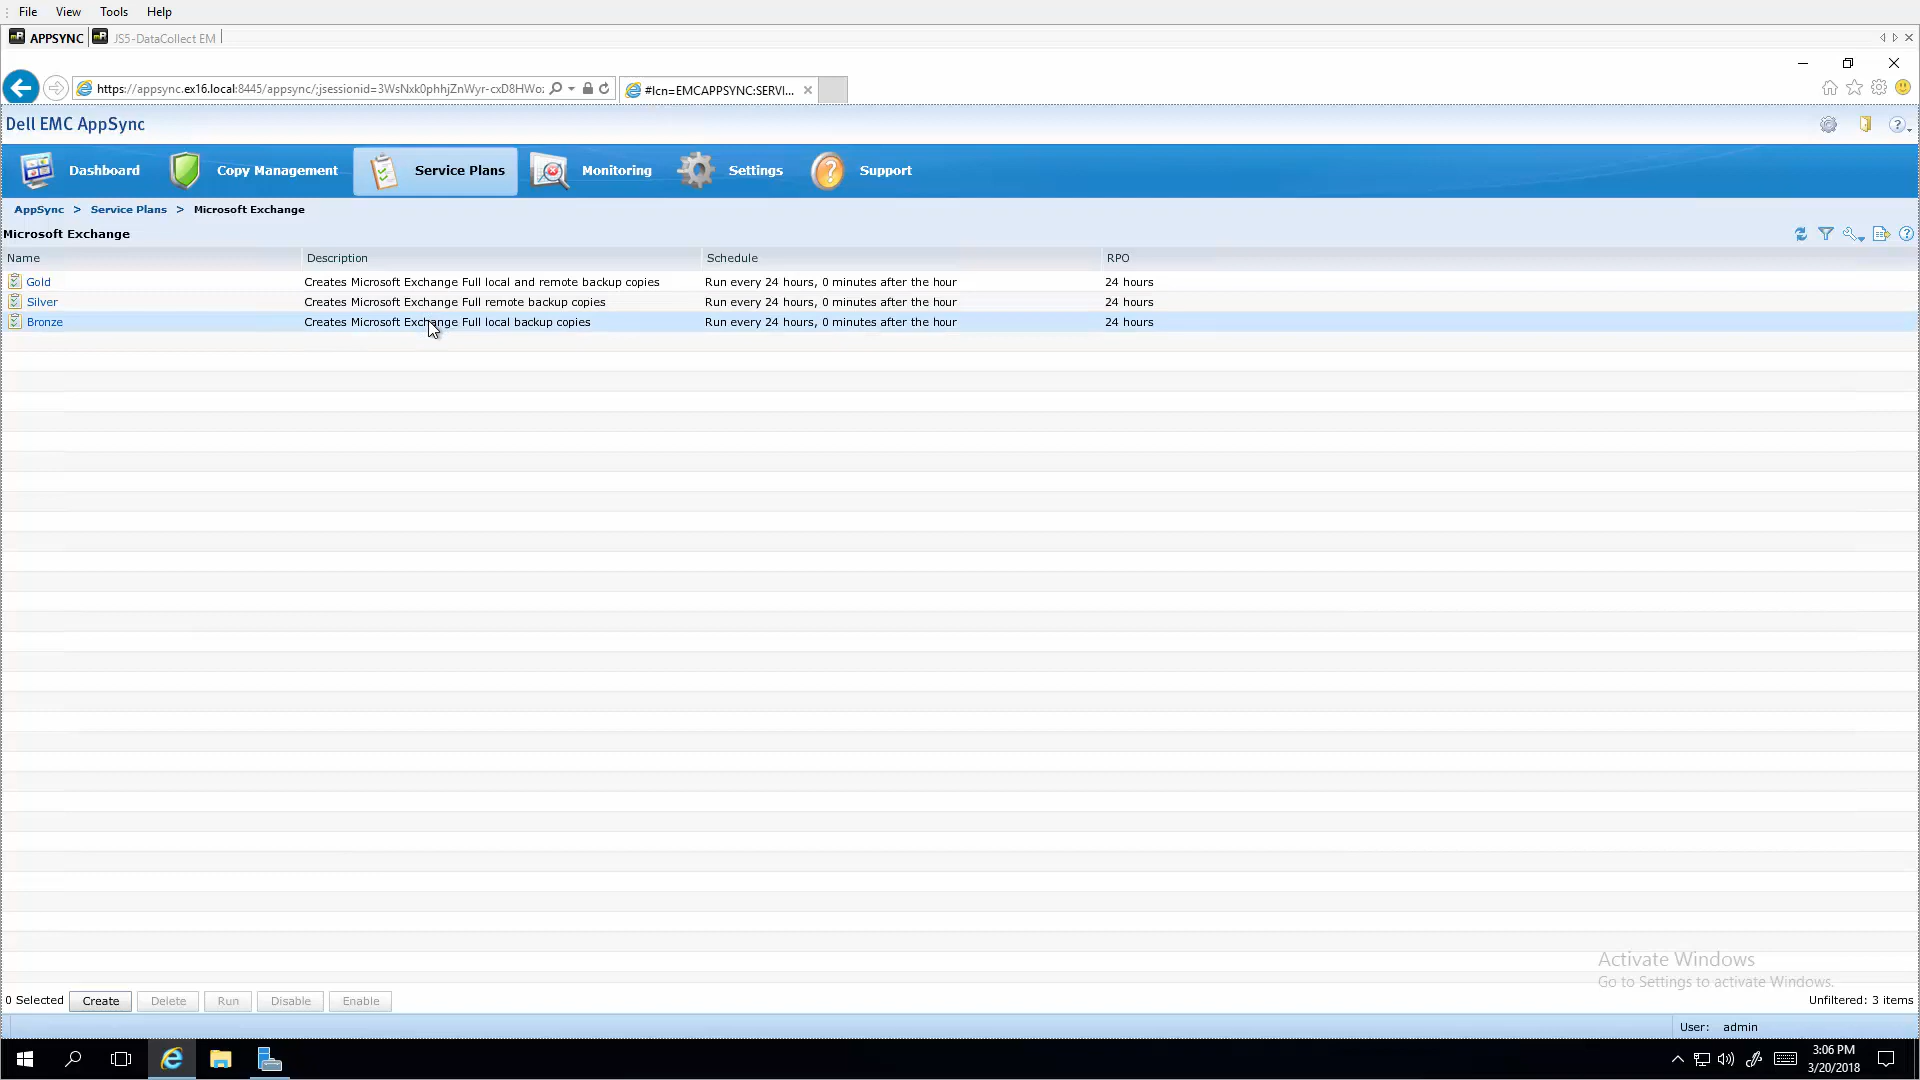 File View Tools Help
APPSYNC JS5-DataCollect EM
https://appsync.ex16.local:8445/appsync/;jsessionid=3WsNxk0phhjZnWyr-cxD8HWo: #lcn=EMCAPPSYNC:SERVI...
Dell EMC AppSync
Dashboard Copy Management Service Plans Monitoring Settings Support
AppSync > Service Plans > Microsoft Exchange
Microsoft Exchange
Name Description Schedule RPO
Gold Creates Microsoft Exchange Full local and remote backup copies Run every 24 hours, 0 minutes after the hour 24 hours
Silver Creates Microsoft Exchange Full remote backup copies Run every 24 hours, 0 minutes after the hour 24 hours
Bronze Creates Microsoft Exchange Full local backup copies Run every 24 hours, 0 minutes after the hour 24 hours
Activate Windows
Go to Settings to activate Windows.
0 Selected Create Delete Run Disable Enable Unfiltered: 3 items
User: admin
3:06 PM
3/20/2018